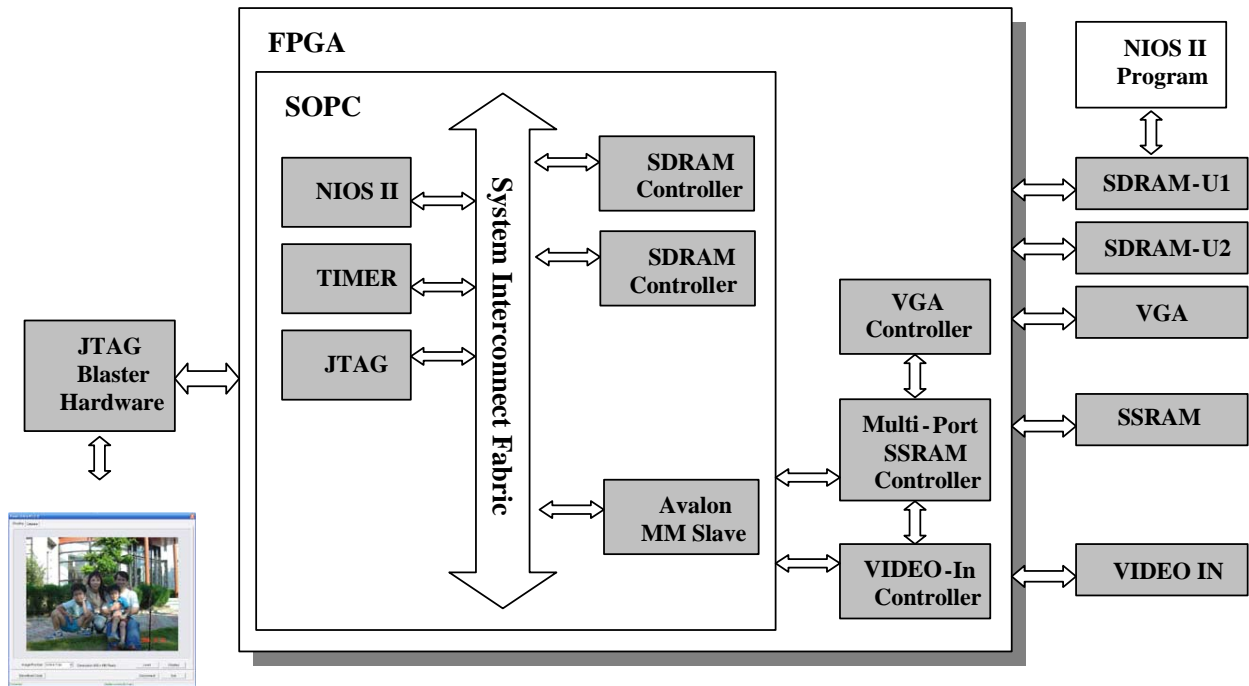 FPGA
SOPC
NIOS II
TIMER
JTAG
System Interconnect Fabric
SDRAM
Controller
SDRAM
Controller
Avalon
MM Slave
JTAG
Blaster
Hardware
VGA
Controller
Multi-Port
SSRAM
Controller
VIDEO-In
Controller
NIOS II
Program
SDRAM-U1
SDRAM-U2
VGA
SSRAM
VIDEO IN